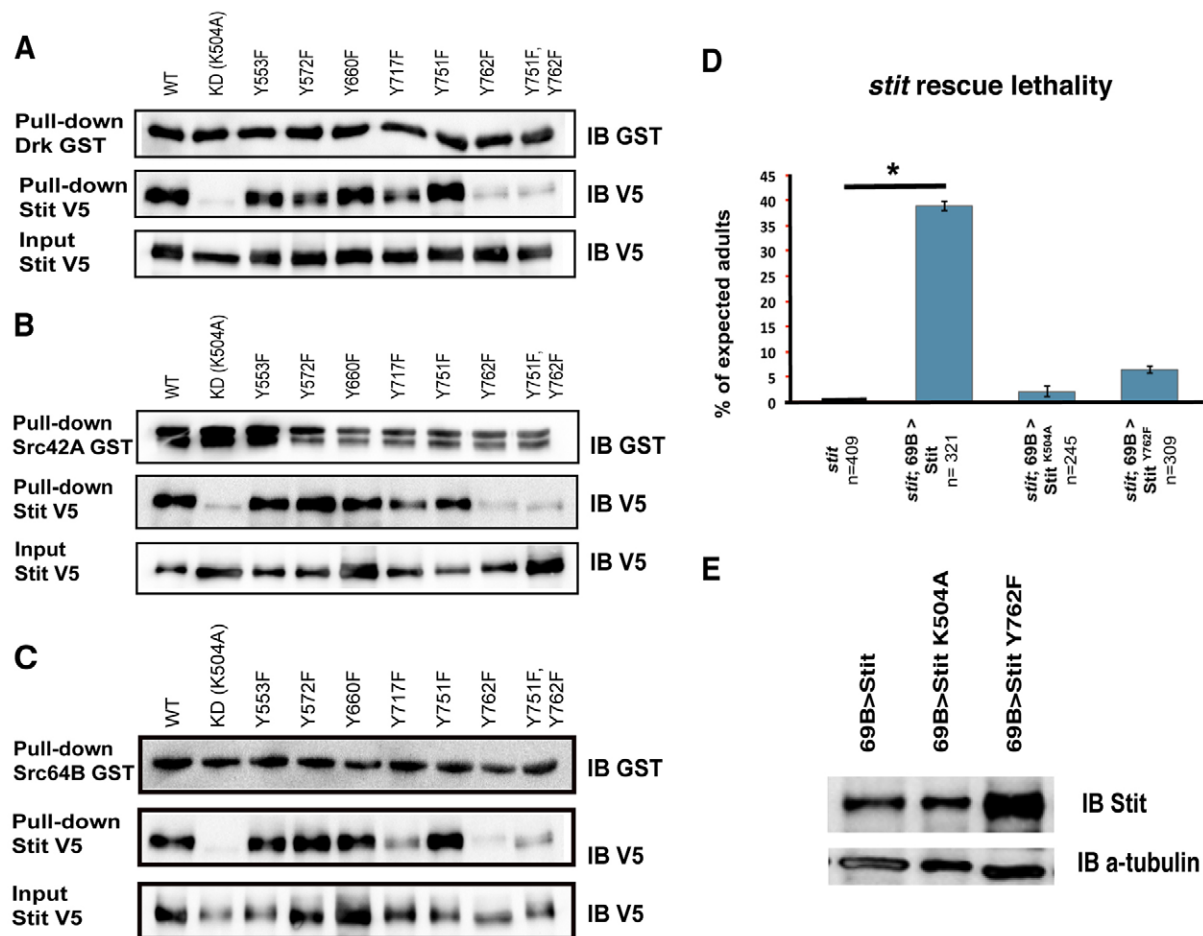 A
WT
KD (K504A)
Y553F
Y572F
Y660F
Y717F
Y751F
Y762F
Y751F,
Y762F
Pull-down
Drk GST
IB GST
Pull-down
Stit V5
IB V5
Input
Stit V5
IB V5
B
WT
KD (K504A)
Y553F
Y572F
Y660F
Y717F
Y751F
Y762F
Y751F,
Y762F
Pull-down
Src42A GST
IB GST
Pull-down
Stit V5
IB V5
Input
Stit V5
IB V5
C
WT
KD (K504A)
Y553F
Y572F
Y660F
Y717F
Y751F
Y762F
Y751F,
Y762F
Pull-down
Src64B GST
IB GST
Pull-down
Stit V5
IB V5
Input
Stit V5
IB V5
D
stit rescue lethality
*
% of expected adults
45
40
35
30
25
20
15
10
5
0
stit
n=409
stit; 69B >
Stit
n= 321
stit; 69B >
Stit K504A
n=245
stit; 69B >
Stit Y762F
n=309
E
69B>Stit
69B>Stit K504A
69B>Stit Y762F
IB Stit
IB a-tubulin